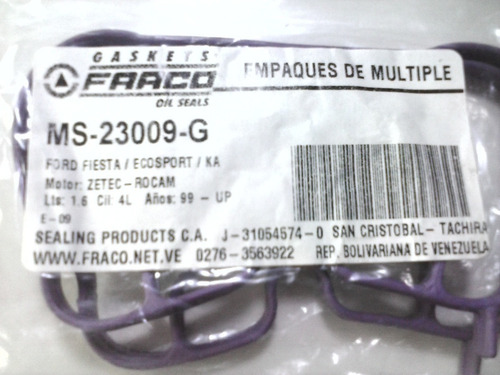 GASKETS
FRACO
OIL SEALS
EMPAQUES DE MULTIPLE
MS-23009-G
FORD FIESTA / ECOSPORT / KA
Motor: ZETEC-ROCAM
Lts: 1.6 Cil: 4L Años: 99 - UP
E-09
SEALING PRODUCTS C.A. J-31054574-0 SAN CRISTOBAL- TACHIRA
WWW.FRACO.NET.VE 0276-3563922 REP. BOLIVARIANA DE VENEZUELA